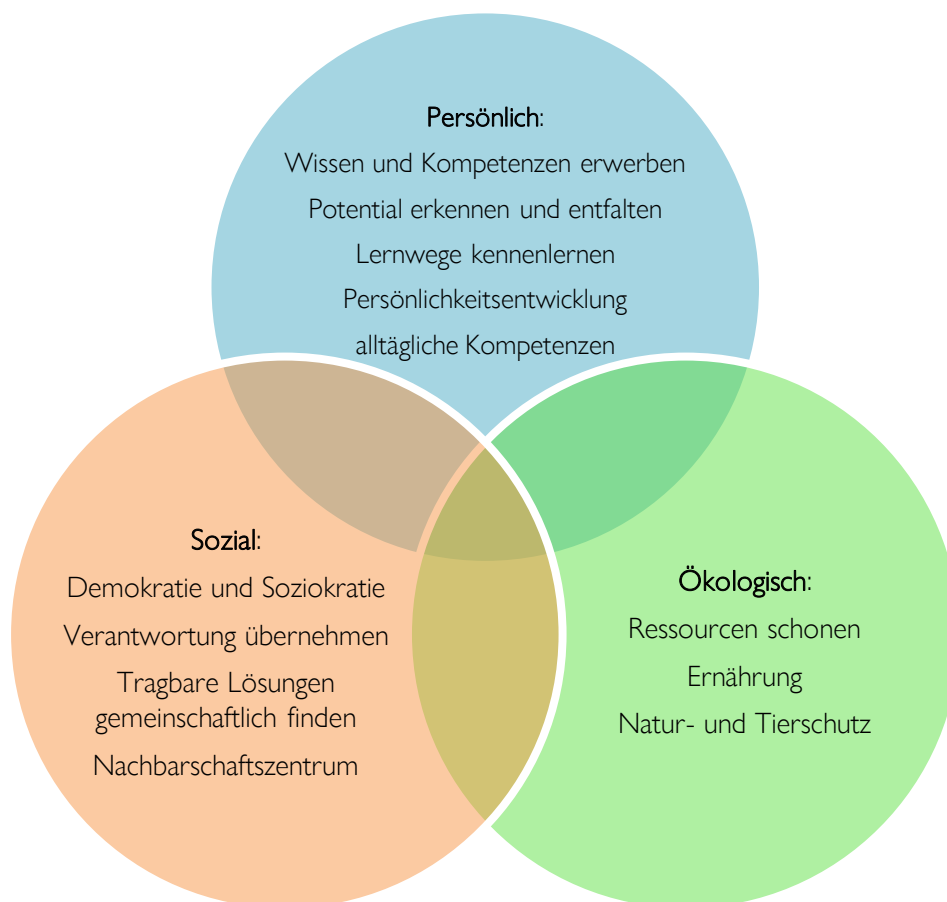 Persönlich:
Wissen und Kompetenzen erwerben
Potential erkennen und entfalten
Lernwege kennenlernen
Persönlichkeitsentwicklung
alltägliche Kompetenzen
Sozial:
Demokratie und Soziokratie
Verantwortung übernehmen
Tragbare Lösungen
gemeinschaftlich finden
Nachbarschaftszentrum
Ökologisch:
Ressourcen schonen
Ernährung
Natur- und Tierschutz